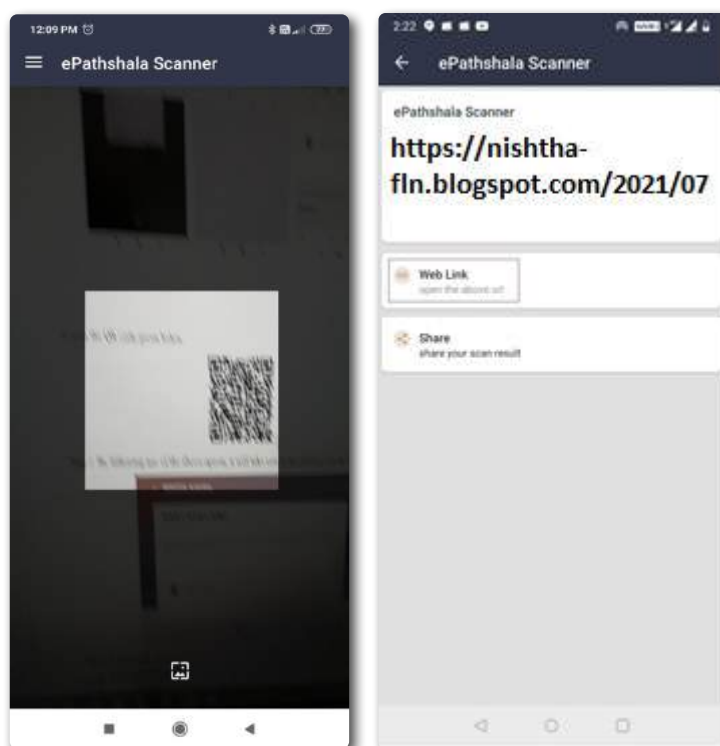 12:09 PM
ePathshala Scanner
2:22
ePathshala Scanner
ePathshala Scanner
https://nishtha-
fln.blogspot.com/2021/07
Web Link
open the above url
Share
share your scan result